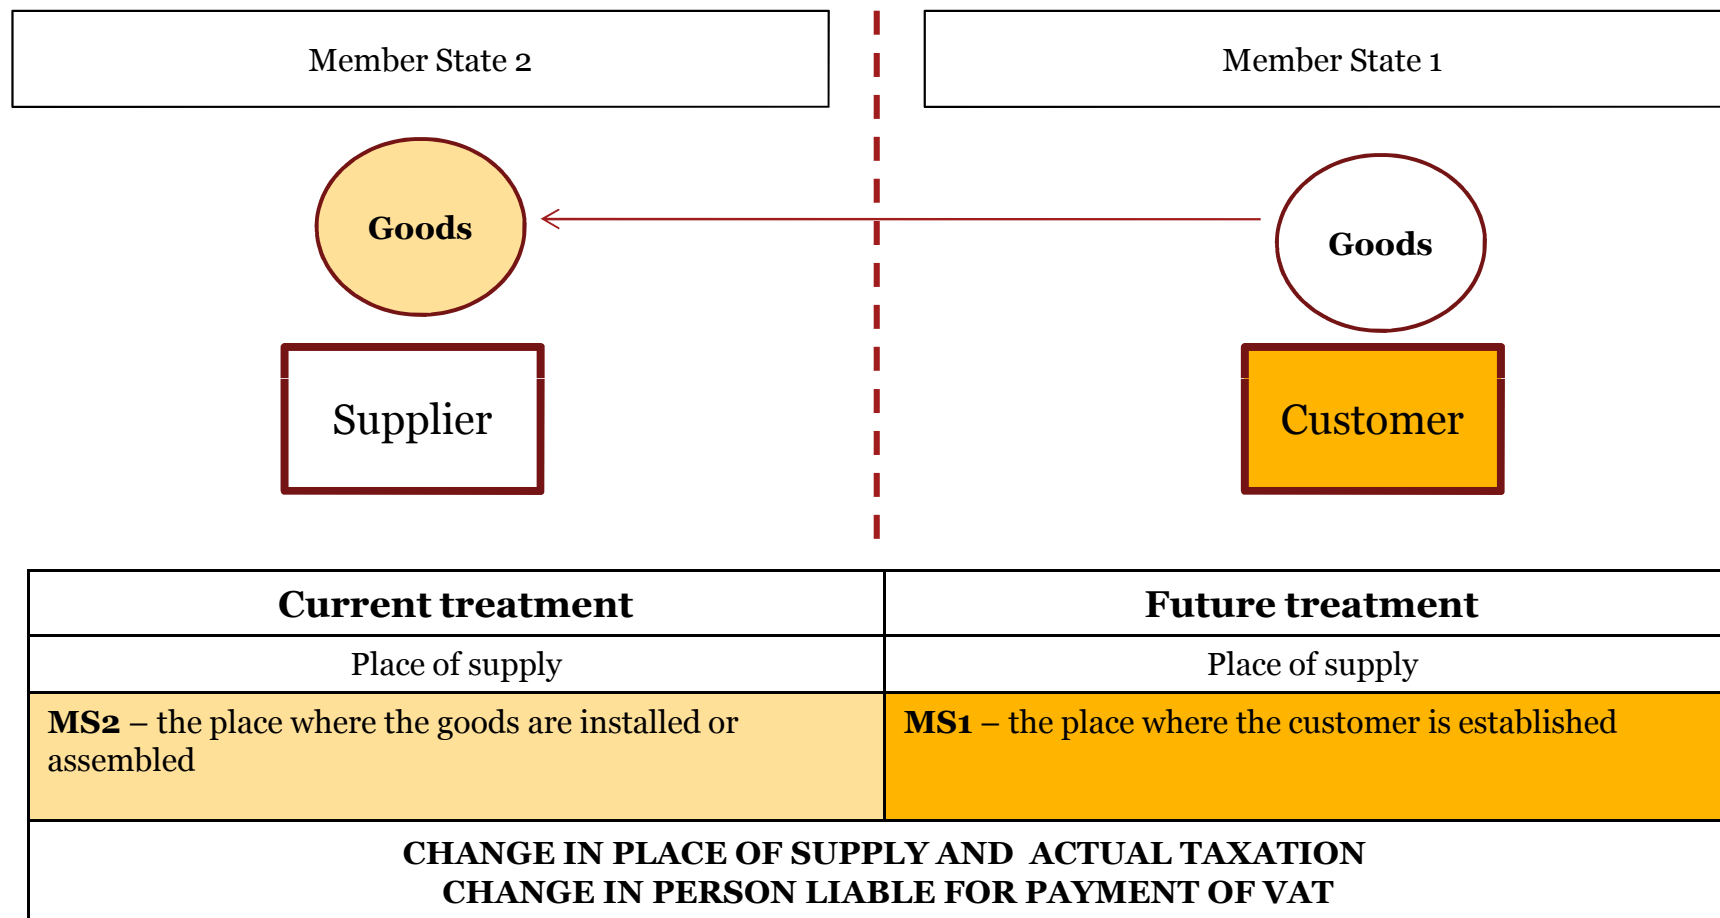 Member State 2
Member State 1
Goods
Goods
Supplier
Customer
Current treatment
Future treatment
Place of supply
Place of supply
MS2 – the place where the goods are installed or
assembled
MS1 – the place where the customer is established
CHANGE IN PLACE OF SUPPLY AND ACTUAL TAXATION
CHANGE IN PERSON LIABLE FOR PAYMENT OF VAT